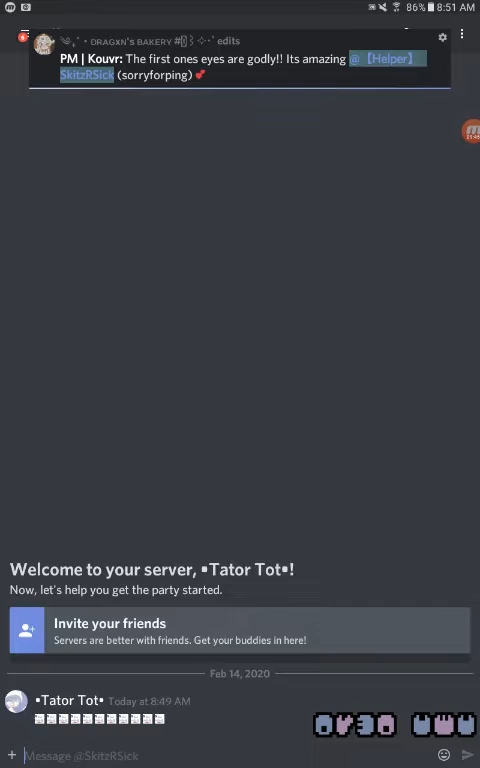 86% 8:51 AM
DRAGXN'S BAKERY # edits
PM | Kouvr: The first ones eyes are godly!! Its amazing @【Helper】
SkitzRSick (sorryforping) 💕
Welcome to your server, ▪Tator Tot▪!
Now, let's help you get the party started.
Invite your friends
Servers are better with friends. Get your buddies in here!
Feb 14, 2020
▪Tator Tot▪ Today at 8:49 AM
Message @SkitzRSick